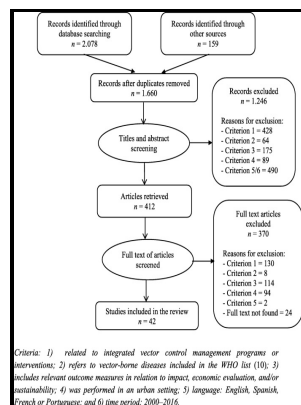 Records identified through
database searching
n = 2.078
Records identified through
other sources
n = 159
Records after duplicates removed
n = 1.660
Records excluded
n = 1.246
Reasons for exclusion:
- Criterion 1 = 428
- Criterion 2 = 64
- Criterion 3 = 175
- Criterion 4 = 89
- Criterion 5/6 = 490
Titles and abstract
screening
Articles retrieved
n = 412
Full text articles
excluded
n = 370
Reasons for exclusion:
- Criterion 1 = 130
- Criterion 2 = 8
- Criterion 3 = 114
- Criterion 4 = 94
- Criterion 5 = 2
- Full text not found = 24
Full text of articles
screened
Studies included in the review
n = 42
Criteria: 1) related to integrated vector control management programs or
interventions; 2) refers to vector-borne diseases included in the WHO list (10); 3)
includes relevant outcome measures in relation to impact, economic evaluation, and/or
sustainability; 4) was performed in an urban setting; 5) language: English, Spanish,
French or Portuguese; and 6) time period: 2000–2016.